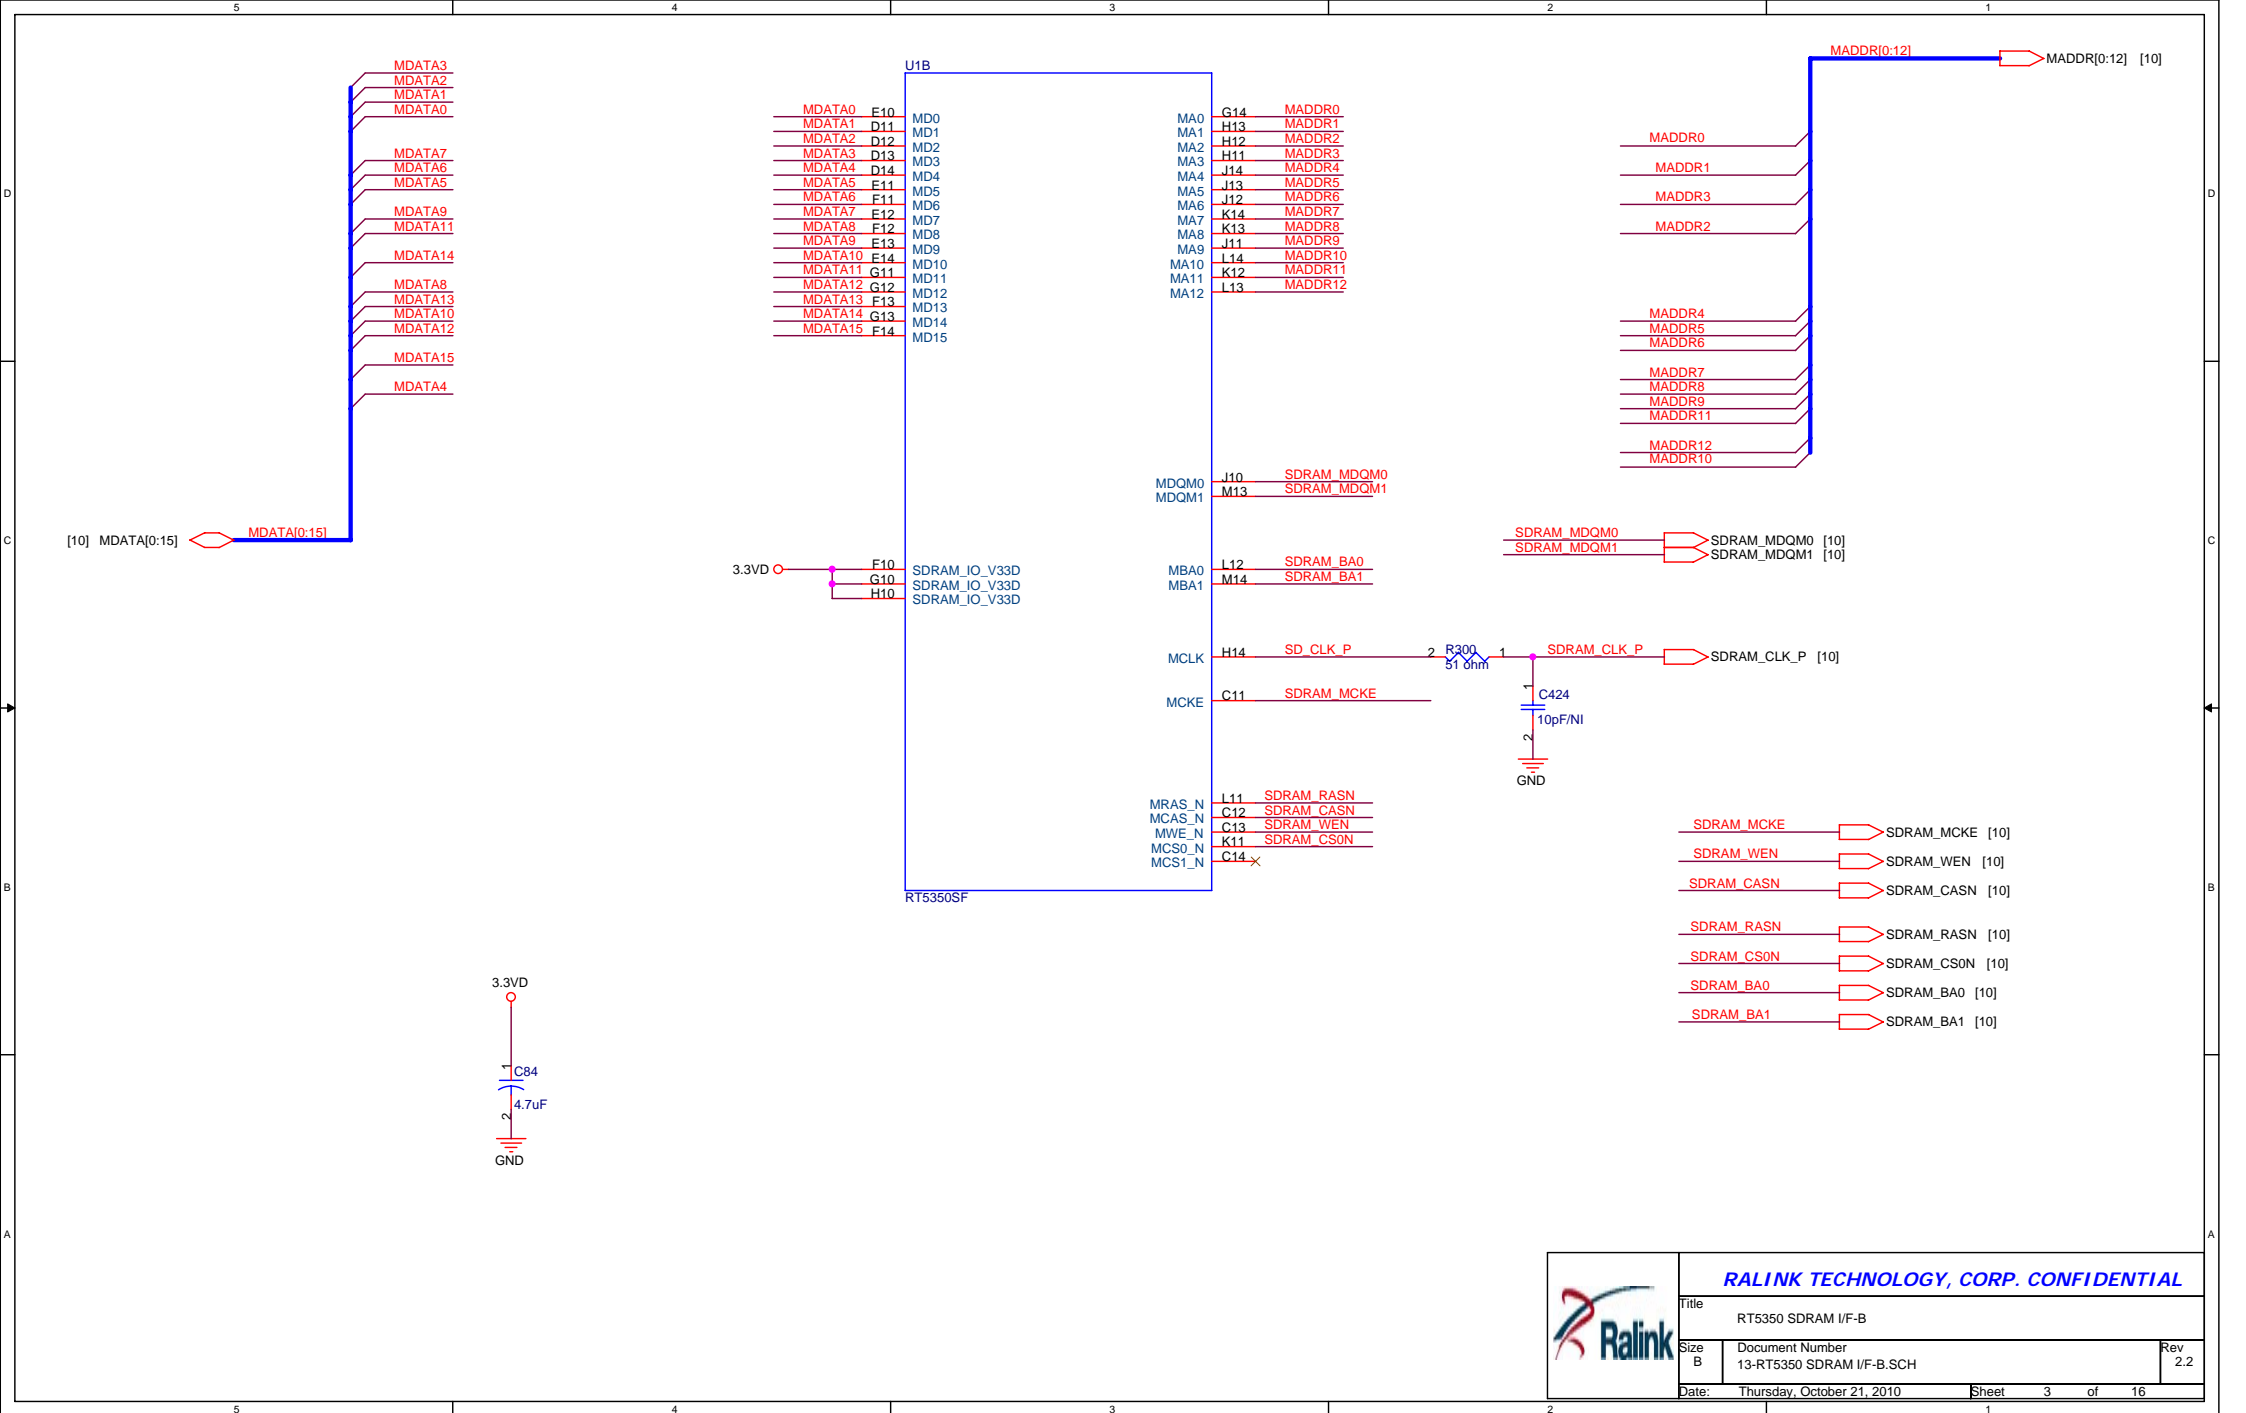 5 4 3 2 1
MDATA3
MDATA2
MDATA1
MDATA0
MDATA7
MDATA6
MDATA5
MDATA9
MDATA11
MDATA14
MDATA8
MDATA13
MDATA10
MDATA12
MDATA15
MDATA4
[10] MDATA[0:15] MDATA[0:15]
U1B
MDATA0 E10 MD0
MDATA1 D11 MD1
MDATA2 D12 MD2
MDATA3 D13 MD3
MDATA4 D14 MD4
MDATA5 E11 MD5
MDATA6 F11 MD6
MDATA7 E12 MD7
MDATA8 F12 MD8
MDATA9 E13 MD9
MDATA10 E14 MD10
MDATA11 G11 MD11
MDATA12 G12 MD12
MDATA13 F13 MD13
MDATA14 G13 MD14
MDATA15 F14 MD15
3.3VD
F10 SDRAM_IO_V33D
G10 SDRAM_IO_V33D
H10 SDRAM_IO_V33D
MA0 G14 MADDR0
MA1 H13 MADDR1
MA2 H12 MADDR2
MA3 H11 MADDR3
MA4 J14 MADDR4
MA5 J13 MADDR5
MA6 J12 MADDR6
MA7 K14 MADDR7
MA8 K13 MADDR8
MA9 J11 MADDR9
MA10 L14 MADDR10
MA11 K12 MADDR11
MA12 L13 MADDR12
MDQM0 J10 SDRAM_MDQM0
MDQM1 M13 SDRAM_MDQM1
MBA0 L12 SDRAM_BA0
MBA1 M14 SDRAM_BA1
MCLK H14 SD_CLK_P 2 R300 1 SDRAM_CLK_P SDRAM_CLK_P [10]
51 ohm
MCKE C11 SDRAM_MCKE
1 C424
10pF/NI
2
GND
MRAS_N L11 SDRAM_RASN
MCAS_N C12 SDRAM_CASN
MWE_N C13 SDRAM_WEN
MCS0_N K11 SDRAM_CS0N
MCS1_N C14
RT5350SF
MADDR[0:12] MADDR[0:12] [10]
MADDR0
MADDR1
MADDR3
MADDR2
MADDR4
MADDR5
MADDR6
MADDR7
MADDR8
MADDR9
MADDR11
MADDR12
MADDR10
SDRAM_MDQM0 SDRAM_MDQM0 [10]
SDRAM_MDQM1 SDRAM_MDQM1 [10]
SDRAM_MCKE SDRAM_MCKE [10]
SDRAM_WEN SDRAM_WEN [10]
SDRAM_CASN SDRAM_CASN [10]
SDRAM_RASN SDRAM_RASN [10]
SDRAM_CS0N SDRAM_CS0N [10]
SDRAM_BA0 SDRAM_BA0 [10]
SDRAM_BA1 SDRAM_BA1 [10]
3.3VD
1 C84
4.7uF
2
GND
D D
C C
B B
A A
Ralink
RALINK TECHNOLOGY, CORP. CONFIDENTIAL
Title
RT5350 SDRAM I/F-B
Size Document Number Rev
B 13-RT5350 SDRAM I/F-B.SCH 2.2
Date: Thursday, October 21, 2010 Sheet 3 of 16
5 4 3 2 1